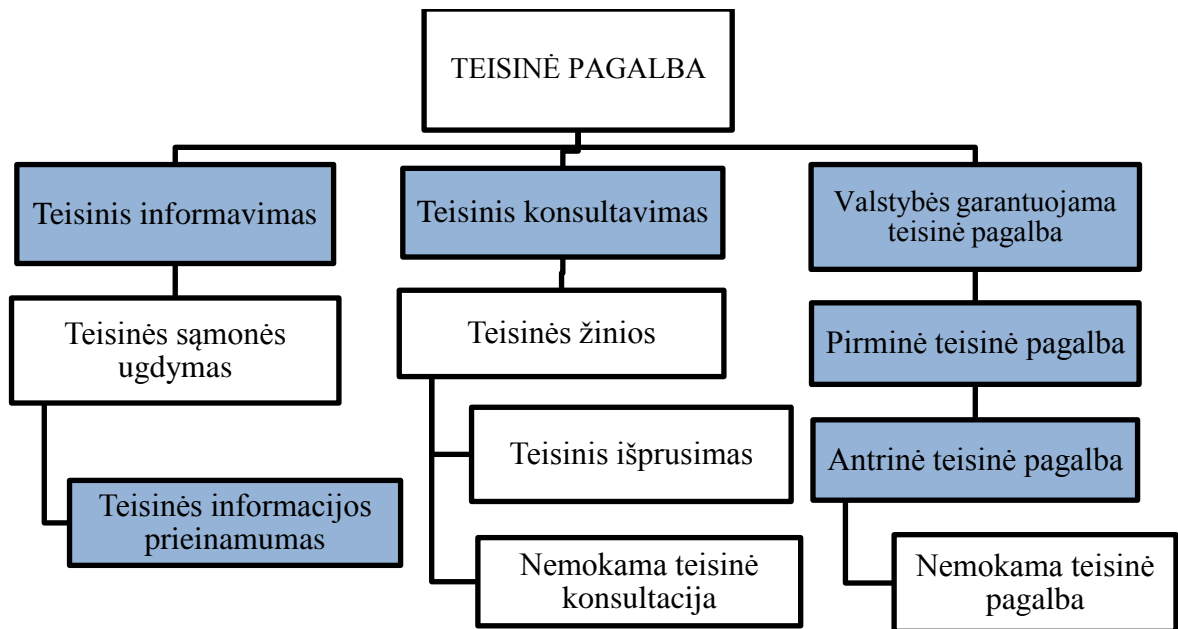 TEISINĖ PAGALBA
Teisinis informavimas
Teisinis konsultavimas
Valstybės garantuojama
teisinė pagalba
Teisinės sąmonės
ugdymas
Teisinės žinios
Pirminė teisinė pagalba
Teisinis išprusimas
Antrinė teisinė pagalba
Teisinės informacijos
prieinamumas
Nemokama teisinė
konsultacija
Nemokama teisinė
pagalba